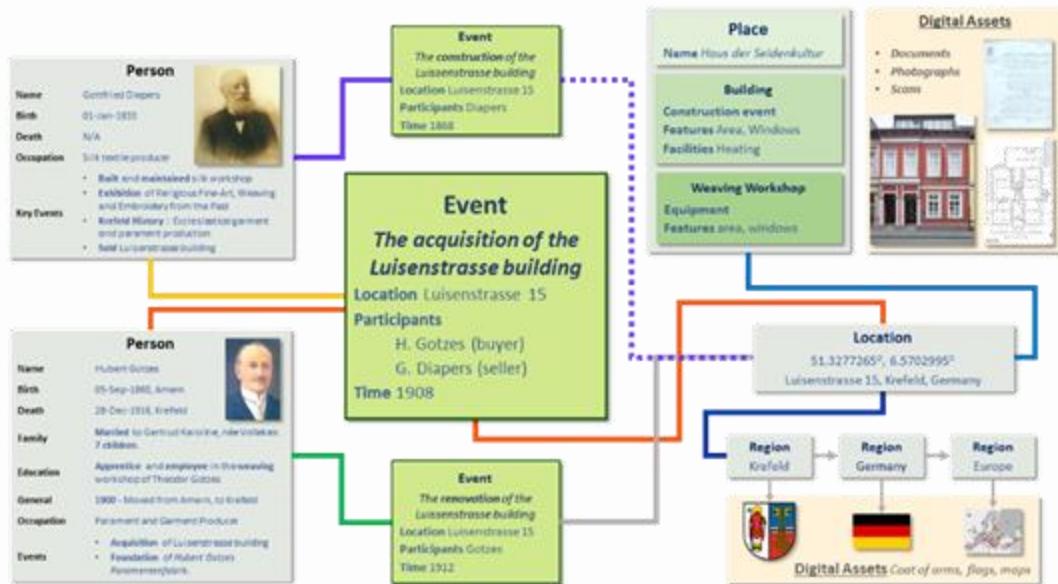 Person
Name Gottfried Diapers
Birth 01-Jan-1833
Death N/A
Occupation Silk textile producer
Key Events
• Built and maintained silk workshop
• Exhibition of Religious Fine-Art, Weaving
and Embroidery from the Past
• Krefeld History : Ecclesiastical garment
and parament production
• Sold Luisenstrasse building
Person
Name Hubert Gotzes
Birth 05-Sep-1860, Amern
Death 28-Dec-1916, Krefeld
Family Married to Gertrud Karoline, née
7 children.
Education Apprentice and employee in the weaving
workshop of Theodor Gotzes
General 1900 - Moved from Amern, to Krefeld
Occupation Parament and Garment Producer
Events
• Acquisition of Luisenstrasse building
• Foundation of Hubert Gotzes
Paramentenfabrik.
Event
The construction of the
Luissenstrasse building
Location Luisenstrasse 15
Participants Diapers
Time 1868
Event
The acquisition of the
Luisenstrasse building
Location Luisenstrasse 15
Participants
H. Gotzes (buyer)
G. Diapers (seller)
Time 1908
Event
The renovation of the
Luissenstrasse building
Location Luisenstrasse 15
Participants Gotzes
Time 1912
Place
Name Haus der Seidenkultur
Building
Construction event
Features Area, Windows
Facilities Heating
Weaving Workshop
Equipment
Features area, windows
Digital Assets
• Documents
• Photographs
• Scans
Location
51.3277265º, 6.5702995º
Luisenstrasse 15, Krefeld, Germany
Region
Krefeld
Region
Germany
Region
Europe
Digital Assets Coat of arms, flags, maps